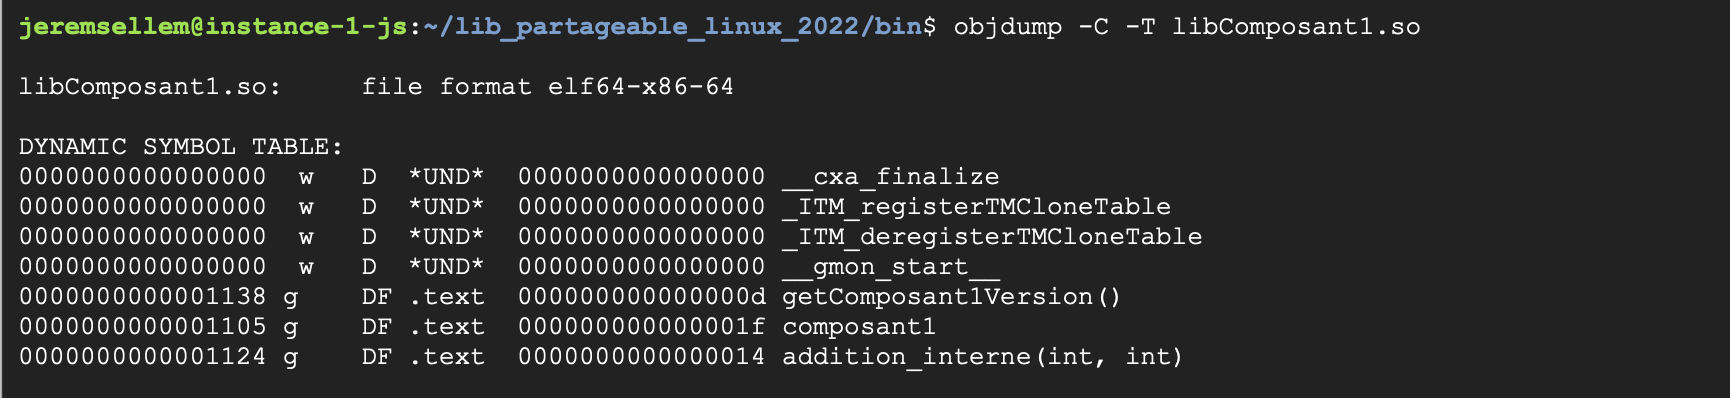 jeremsellem@instance-1-js:~/lib_partageable_linux_2022/bin$ objdump -C -T libComposant1.so
libComposant1.so:     file format elf64-x86-64
DYNAMIC SYMBOL TABLE:
0000000000000000  w   D  *UND*  0000000000000000 __cxa_finalize
0000000000000000  w   D  *UND*  0000000000000000 _ITM_registerTMCloneTable
0000000000000000  w   D  *UND*  0000000000000000 _ITM_deregisterTMCloneTable
0000000000000000  w   D  *UND*  0000000000000000 __gmon_start__
0000000000001138 g    DF .text  000000000000000d getComposant1Version()
0000000000001105 g    DF .text  000000000000001f composant1
0000000000001124 g    DF .text  0000000000000014 addition_interne(int, int)